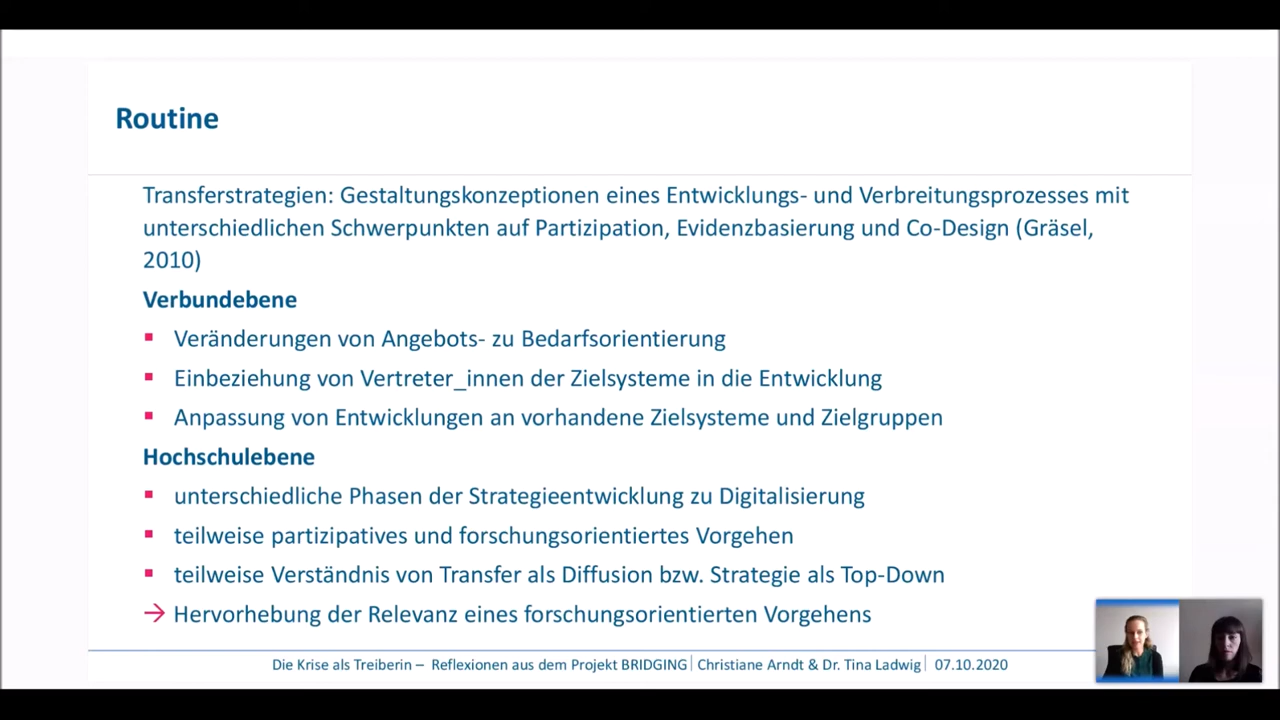 Routine
Transferstrategien: Gestaltungskonzeptionen eines Entwicklungs- und Verbreitungsprozesses mit
unterschiedlichen Schwerpunkten auf Partizipation, Evidenzbasierung und Co-Design (Gräsel,
2010)
Verbundebene
▪ Veränderungen von Angebots- zu Bedarfsorientierung
▪ Einbeziehung von Vertreter_innen der Zielsysteme in die Entwicklung
▪ Anpassung von Entwicklungen an vorhandene Zielsysteme und Zielgruppen
Hochschulebene
▪ unterschiedliche Phasen der Strategieentwicklung zu Digitalisierung
▪ teilweise partizipatives und forschungsorientiertes Vorgehen
▪ teilweise Verständnis von Transfer als Diffusion bzw. Strategie als Top-Down
→ Hervorhebung der Relevanz eines forschungsorientierten Vorgehens
Die Krise als Treiberin – Reflexionen aus dem Projekt BRIDGING | Christiane Arndt & Dr. Tina Ladwig | 07.10.2020